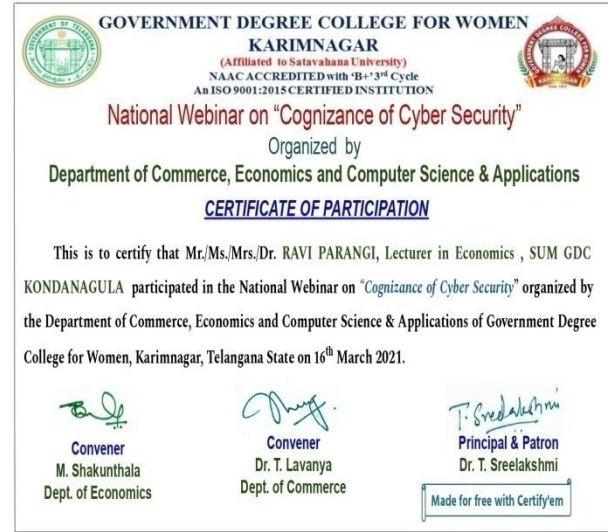 GOVERNMENT DEGREE COLLEGE FOR WOMEN
KARIMNAGAR
(Affiliated to Satavahana University)
NAAC ACCREDITED with ‘B+’3rd Cycle
An ISO 9001:2015 CERTIFIED INSTITUTION
National Webinar on “Cognizance of Cyber Security”
Organized by
Department of Commerce, Economics and Computer Science & Applications
CERTIFICATE OF PARTICIPATION
This is to certify that Mr./Ms./Mrs./Dr. RAVI PARANGI, Lecturer in Economics , SUM GDC
KONDANAGULA participated in the National Webinar on "Cognizance of Cyber Security" organized by
the Department of Commerce, Economics and Computer Science & Applications of Government Degree
College for Women, Karimnagar, Telangana State on 16th March 2021.
T. Sreelakshmi
Convener
M. Shakunthala
Dept. of Economics
Convener
Dr. T. Lavanya
Dept. of Commerce
Principal & Patron
Dr. T. Sreelakshmi
Made for free with Certify'em